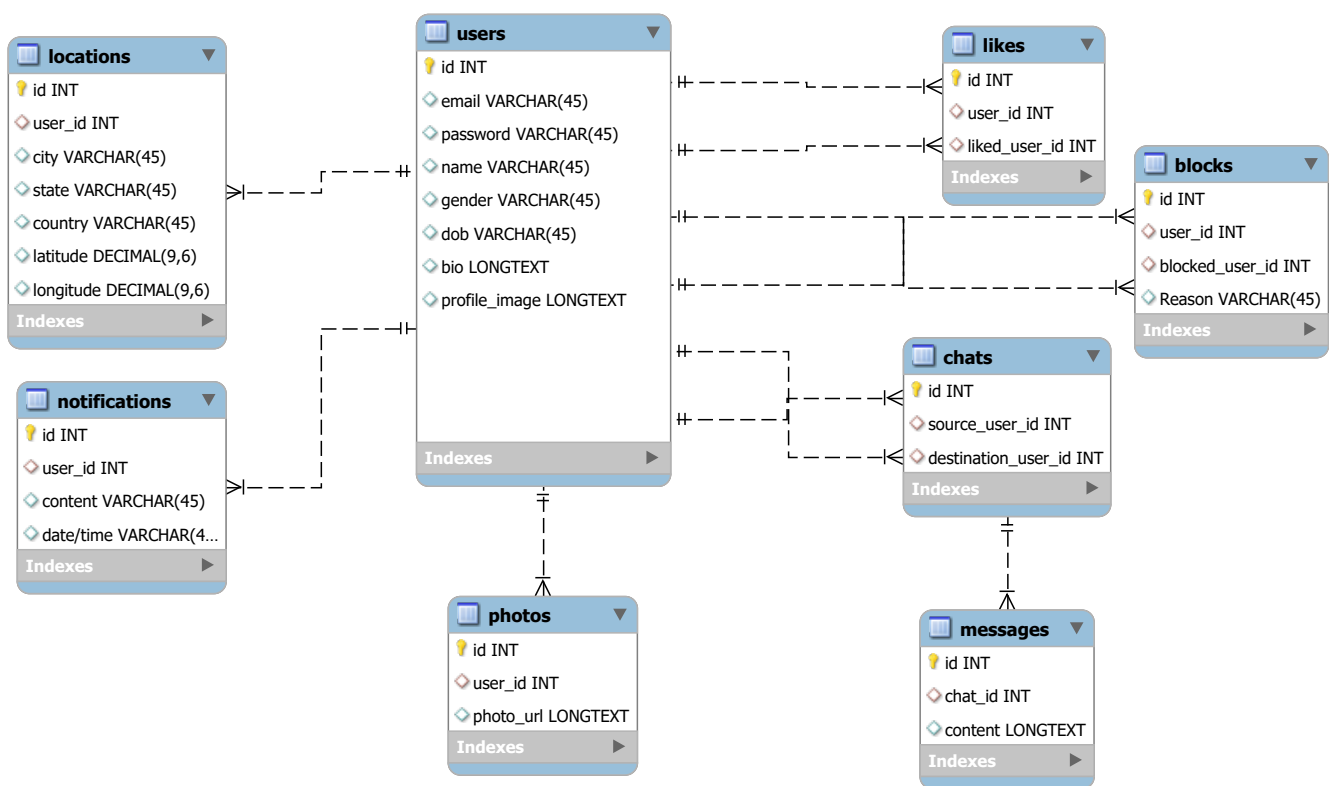 locations
id INT
user_id INT
city VARCHAR(45)
state VARCHAR(45)
country VARCHAR(45)
latitude DECIMAL(9,6)
longitude DECIMAL(9,6)
Indexes
notifications
id INT
user_id INT
content VARCHAR(45)
date/time VARCHAR(4...
Indexes
users
id INT
email VARCHAR(45)
password VARCHAR(45)
name VARCHAR(45)
gender VARCHAR(45)
dob VARCHAR(45)
bio LONGTEXT
profile_image LONGTEXT
Indexes
photos
id INT
user_id INT
photo_url LONGTEXT
Indexes
likes
id INT
user_id INT
liked_user_id INT
Indexes
blocks
id INT
user_id INT
blocked_user_id INT
Reason VARCHAR(45)
Indexes
chats
id INT
source_user_id INT
destination_user_id INT
Indexes
messages
id INT
chat_id INT
content LONGTEXT
Indexes